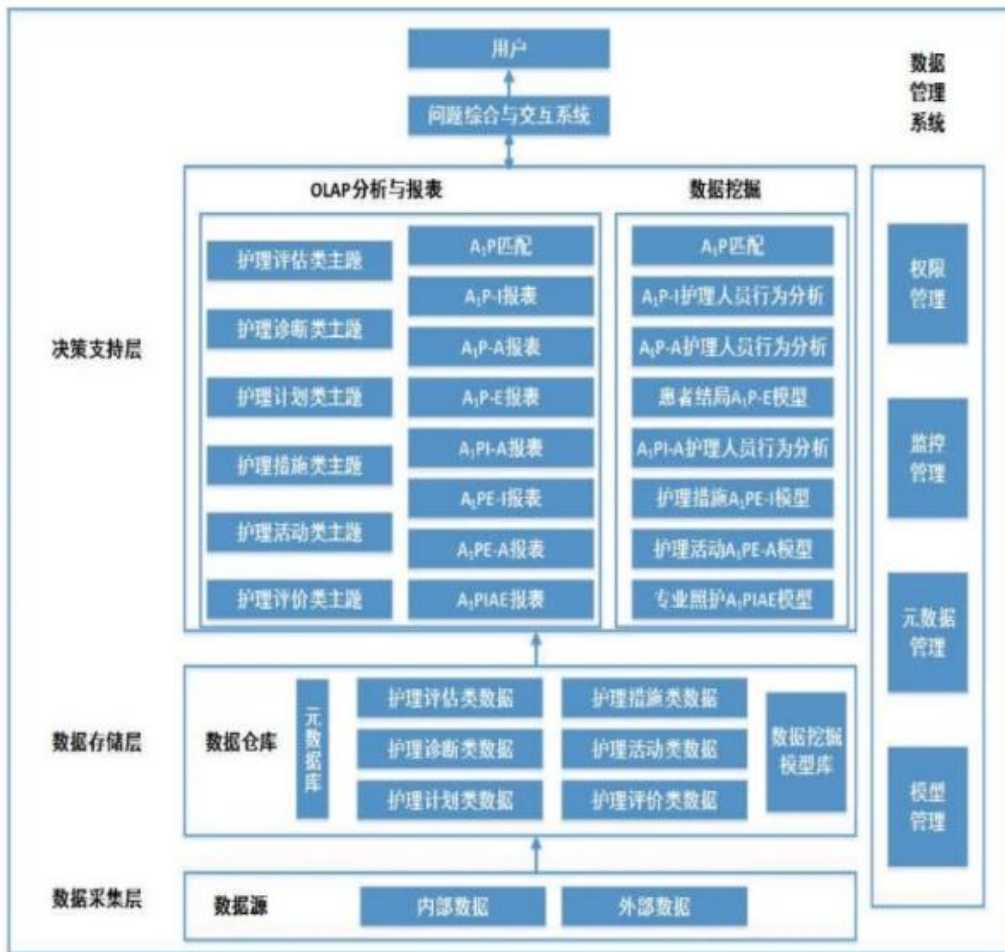 用户
问题综合与交互系统
数据
管理
系统
OLAP分析与报表
数据挖掘
决策支持层
护理评估类主题
护理诊断类主题
护理计划类主题
护理措施类主题
护理活动类主题
护理评价类主题
A₁P匹配
A₁P-I报表
A₁P-A报表
A₁P-E报表
A₁PI-A报表
A₁PE-I报表
A₁PE-A报表
A₁PIAE报表
A₁P匹配
A₁P-I护理人员行为分析
A₁P-A护理人员行为分析
患者结局A₁P-E模型
A₁PI-A护理人员行为分析
护理措施A₁PE-I模型
护理活动A₁PE-A模型
专业照护A₁PIAE模型
权限
管理
监控
管理
元数据
管理
模型
管理
数据存储层
数据仓库
元数据库
护理评估类数据
护理诊断类数据
护理计划类数据
护理措施类数据
护理活动类数据
护理评价类数据
数据挖掘
模型库
数据采集层
数据源
内部数据
外部数据